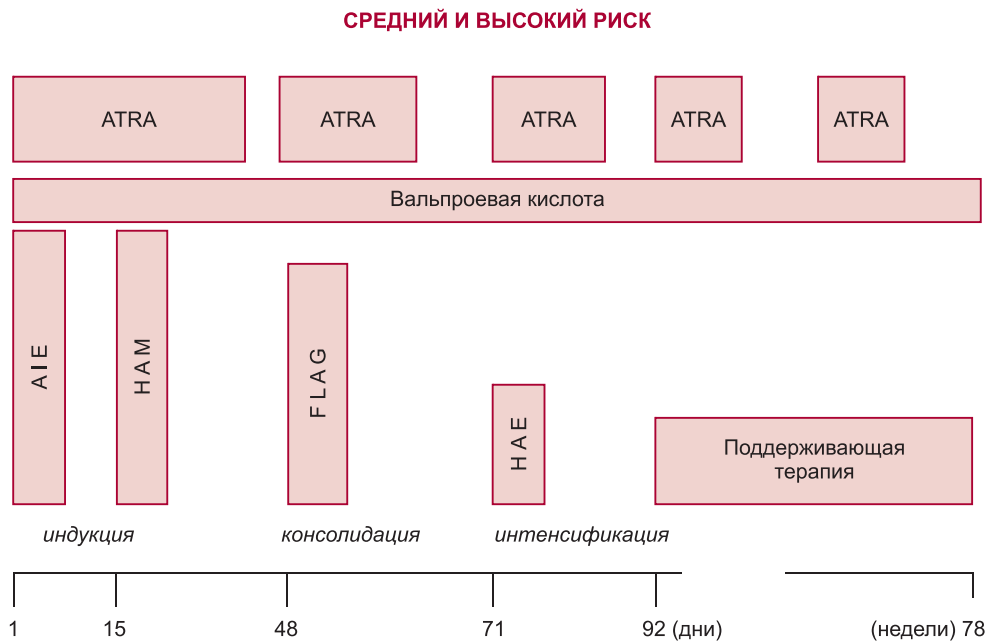 СРЕДНИЙ И ВЫСОКИЙ РИСК
ATRA
ATRA
ATRA
ATRA
ATRA
Вальпроевая кислота
AIE
HAM
FLAG
HAE
Поддерживающая
терапия
индукция
консолидация
интенсификация
1
15
48
71
92 (дни)
(недели) 78